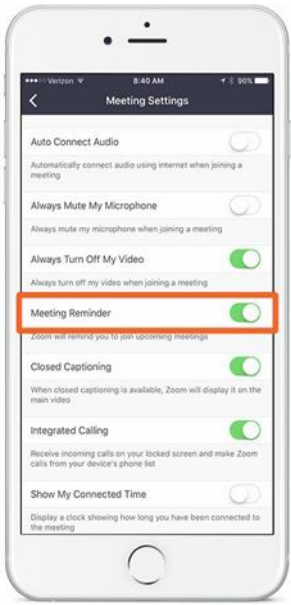 Verizon 8:40 AM 96%
Meeting Settings
Auto Connect Audio
Automatically connect audio using internet when joining a
meeting
Always Mute My Microphone
Always mute my microphone when joining a meeting
Always Turn Off My Video
Always turn off my video when joining a meeting
Meeting Reminder
Zoom will remind you to join upcoming meetings
Closed Captioning
When closed captioning is available, Zoom will display it on the
main video
Integrated Calling
Receive incoming calls on your locked screen and make Zoom
calls from your device's phone list
Show My Connected Time
Display a clock showing how long you have been connected to
the meeting